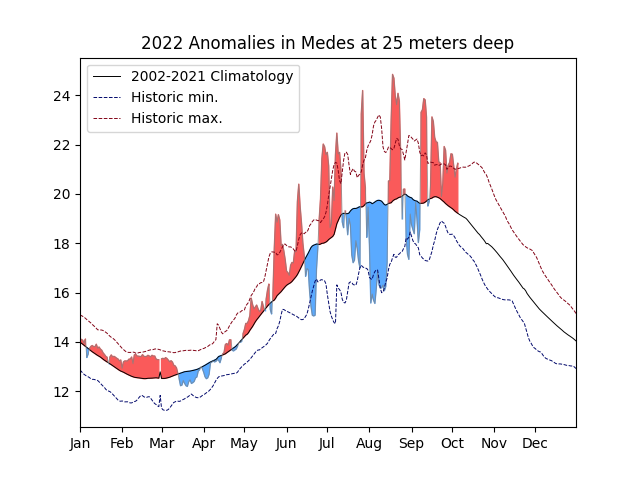 2022 Anomalies in Medes at 25 meters deep
2002-2021 Climatology
Historic min.
Historic max.
24
22
20
18
16
14
12
Jan Feb Mar Apr May Jun Jul Aug Sep Oct Nov Dec